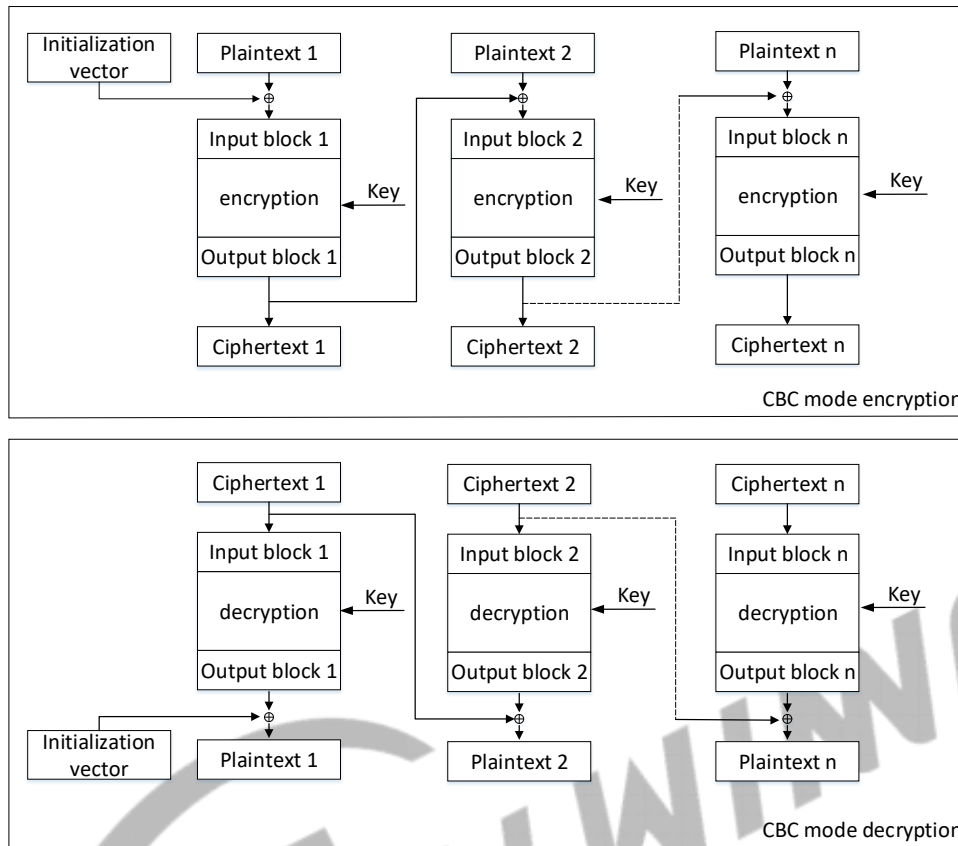 Initialization
vector
Plaintext 1
Plaintext 2
Plaintext n
Input block 1
Input block 2
Input block n
encryption
Key
encryption
Key
encryption
Key
Output block 1
Output block 2
Output block n
Ciphertext 1
Ciphertext 2
Ciphertext n
CBC mode encryption
Ciphertext 1
Ciphertext 2
Ciphertext n
Input block 1
Input block 2
Input block n
decryption
Key
decryption
Key
decryption
Key
Output block 1
Output block 2
Output block n
Initialization
vector
Plaintext 1
Plaintext 2
Plaintext n
CBC mode decryption